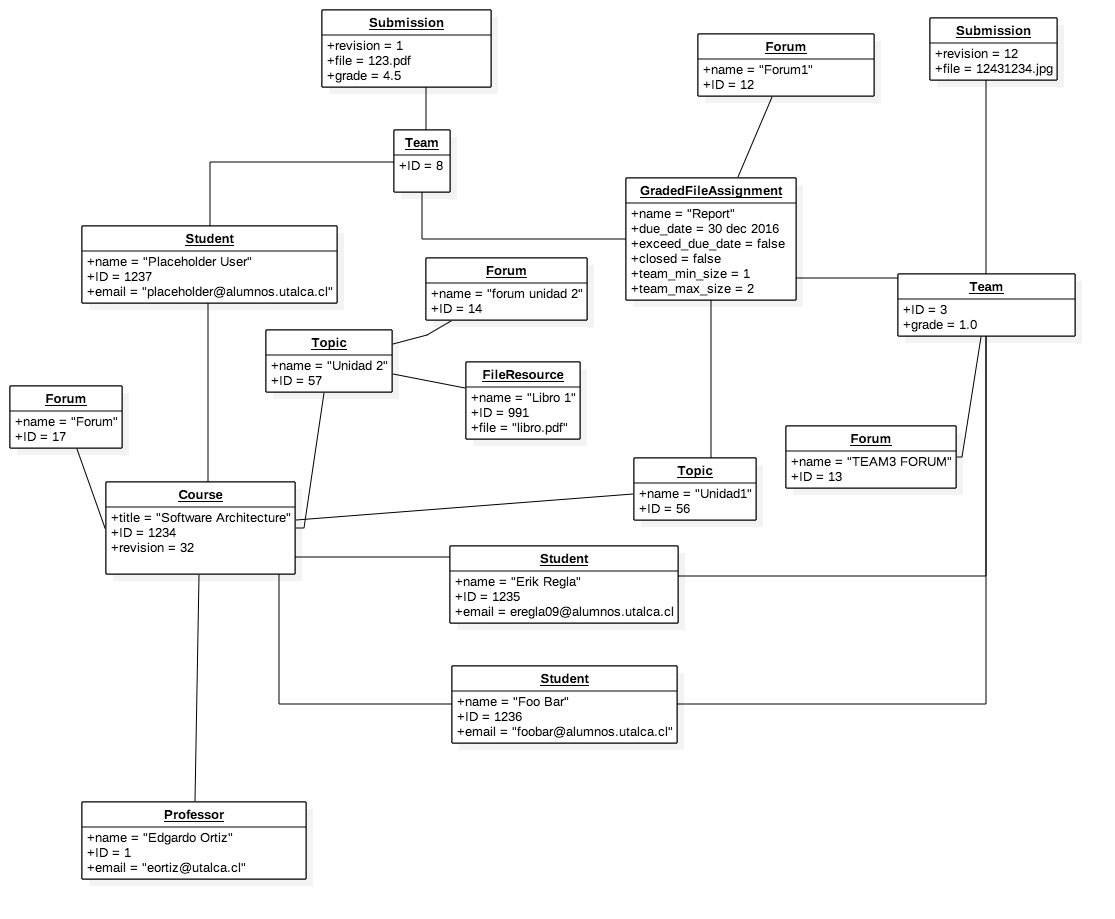 Submission
+revision = 1
+file = 123.pdf
+grade = 4.5
Forum
+name = "Forum1"
+ID = 12
Submission
+revision = 12
+file = 12431234.jpg
Team
+ID = 8
GradedFileAssignment
+name = "Report"
+due_date = 30 dec 2016
+exceed_due_date = false
+closed = false
+team_min_size = 1
+team_max_size = 2
Student
+name = "Placeholder User"
+ID = 1237
+email = "placeholder@alumnos.utalca.cl"
Forum
+name = "forum unidad 2"
+ID = 14
Team
+ID = 3
+grade = 1.0
Topic
+name = "Unidad 2"
+ID = 57
FileResource
+name = "Libro 1"
+ID = 991
+file = "libro.pdf"
Forum
+name = "Forum"
+ID = 17
Forum
+name = "TEAM3 FORUM"
+ID = 13
Topic
+name = "Unidad1"
+ID = 56
Course
+title = "Software Architecture"
+ID = 1234
+revision = 32
Student
+name = "Erik Regla"
+ID = 1235
+email = eregla09@alumnos.utalca.cl
Student
+name = "Foo Bar"
+ID = 1236
+email = "foobar@alumnos.utalca.cl"
Professor
+name = "Edgardo Ortiz"
+ID = 1
+email = "eortiz@utalca.cl"